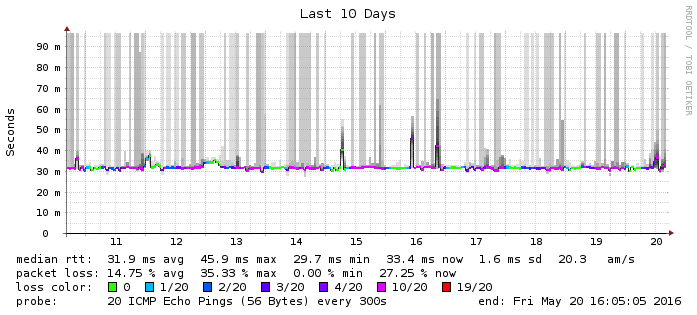 Last 10 Days
RRDTOOL / TOBI OETIKER
Seconds
90 m
80 m
70 m
60 m
50 m
40 m
30 m
20 m
10 m
0
11 12 13 14 15 16 17 18 19 20
median rtt: 31.9 ms avg 45.9 ms max 29.7 ms min 33.4 ms now 1.6 ms sd 20.3 am/s
packet loss: 14.75 % avg 35.33 % max 0.00 % min 27.25 % now
loss color: 0 1/20 2/20 3/20 4/20 10/20 19/20
probe: 20 ICMP Echo Pings (56 Bytes) every 300s end: Fri May 20 16:05:05 2016